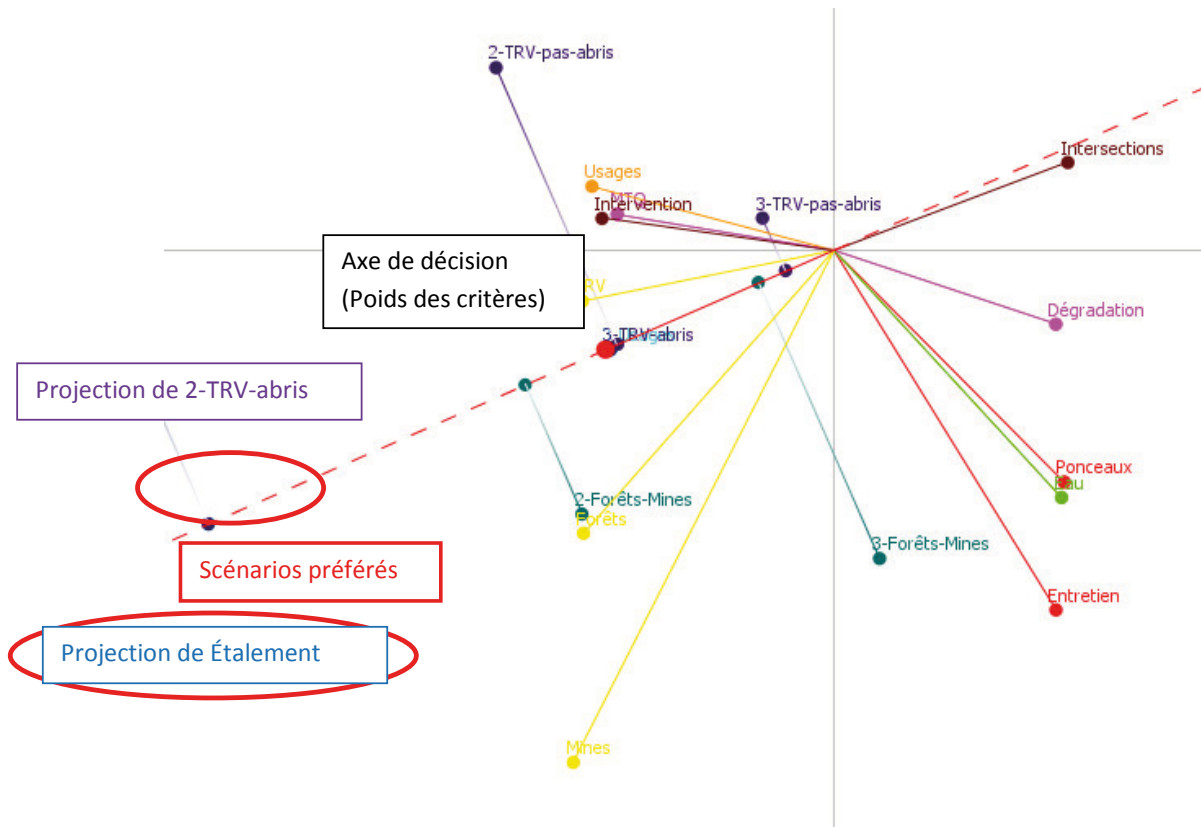 2-TRV-pas-abris
Intersections
Usages
MTQ
Intervention
3-TRV-pas-abris
Axe de décision
(Poids des critères)
RV
Dégradation
3-TRV-abris
Projection de 2-TRV-abris
Ponceaux
Eau
2-Forêts-Mines
Forêts
3-Forêts-Mines
Scénarios préférés
Entretien
Projection de Étalement
Mines